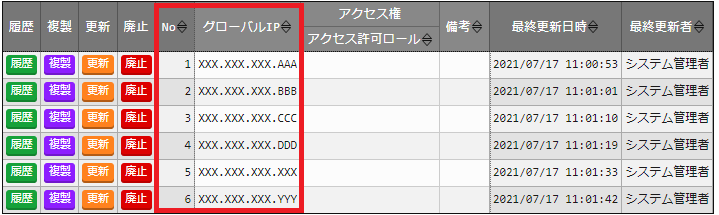 履歴 複製 更新 廃止 No グローバルIP アクセス権 備考 最終更新日時 最終更新者
アクセス許可ロール
履歴 複製 更新 廃止 1 XXX.XXX.XXX.AAA 2021/07/17 11:00:53 システム管理者
履歴 複製 更新 廃止 2 XXX.XXX.XXX.BBB 2021/07/17 11:01:01 システム管理者
履歴 複製 更新 廃止 3 XXX.XXX.XXX.CCC 2021/07/17 11:01:10 システム管理者
履歴 複製 更新 廃止 4 XXX.XXX.XXX.DDD 2021/07/17 11:01:19 システム管理者
履歴 複製 更新 廃止 5 XXX.XXX.XXX.XXX 2021/07/17 11:01:33 システム管理者
履歴 複製 更新 廃止 6 XXX.XXX.XXX.YYY 2021/07/17 11:01:42 システム管理者